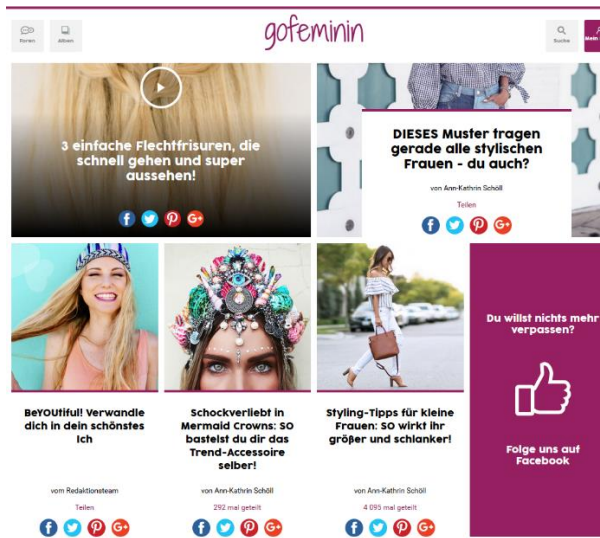 gofeminin
Foren
Album
Suche
Mein
3 einfache Flechtfrisuren, die
schnell gehen und super
aussehen!
DIESES Muster tragen
gerade alle stylischen
Frauen - du auch?
von Ann-Kathrin Schöll
Teilen
BeYOUtiful! Verwandle
dich in dein schönstes
Ich
vom Redaktionsteam
Teilen
Schockverliebt in
Mermaid Crowns: SO
bastelst du dir das
Trend-Accessoire
selber!
von Ann-Kathrin Schöll
292 mal geteilt
Styling-Tipps für kleine
Frauen: SO wirkt ihr
größer und schlanker!
von Ann-Kathrin Schöll
4 095 mal geteilt
Du willst nichts mehr
verpassen?
Folge uns auf
Facebook